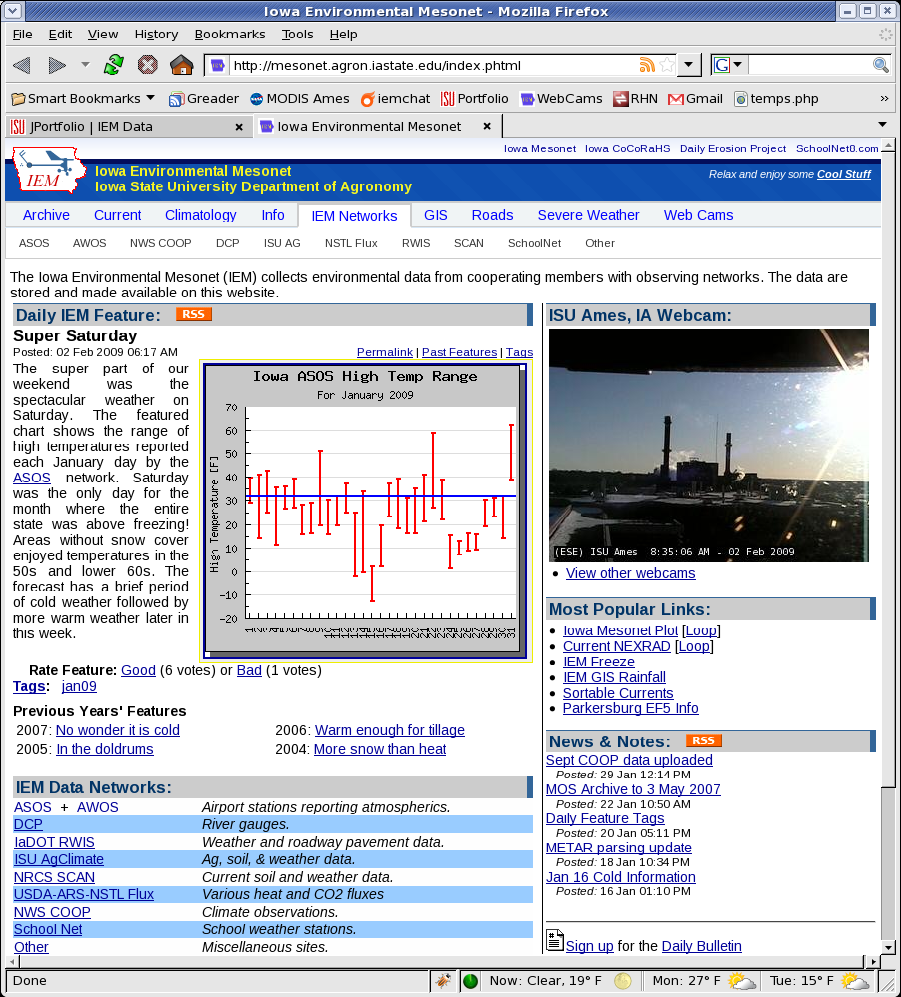 Iowa Environmental Mesonet - Mozilla Firefox
File Edit View History Bookmarks Tools Help
http://mesonet.agron.iastate.edu/index.phtml
G
Smart Bookmarks Greader MODIS Ames iemchat Portfolio WebCams RHN Gmail temps.php »
JPortfolio | IEM Data Iowa Environmental Mesonet
Iowa Mesonet Iowa CoCoRaHS Daily Erosion Project SchoolNet8.com
IEM
Iowa Environmental Mesonet
Iowa State University Department of Agronomy
Relax and enjoy some Cool Stuff
Archive Current Climatology Info IEM Networks GIS Roads Severe Weather Web Cams
ASOS AWOS NWS COOP DCP ISU AG NSTL Flux RWIS SCAN SchoolNet Other
The Iowa Environmental Mesonet (IEM) collects environmental data from cooperating members with observing networks. The data are
stored and made available on this website.
Daily IEM Feature: RSS
Super Saturday
Posted: 02 Feb 2009 06:17 AM
Permalink | Past Features | Tags
The super part of our
weekend was the
spectacular weather on
Saturday. The featured
chart shows the range of
high temperatures reported
each January day by the
ASOS network. Saturday
was the only day for the
month where the entire
state was above freezing!
Areas without snow cover
enjoyed temperatures in the
50s and lower 60s. The
forecast has a brief period
of cold weather followed by
more warm weather later in
this week.
Iowa ASOS High Temp Range
For January 2009
High Temperature [F]
70
60
50
40
30
20
10
0
-10
-20
Rate Feature: Good (6 votes) or Bad (1 votes)
Tags: jan09
Previous Years' Features
2007: No wonder it is cold 2006: Warm enough for tillage
2005: In the doldrums 2004: More snow than heat
IEM Data Networks:
ASOS + AWOS Airport stations reporting atmospherics.
DCP River gauges.
IaDOT RWIS Weather and roadway pavement data.
ISU AgClimate Ag, soil, & weather data.
NRCS SCAN Current soil and weather data.
USDA-ARS-NSTL Flux Various heat and CO2 fluxes
NWS COOP Climate observations.
School Net School weather stations.
Other Miscellaneous sites.
ISU Ames, IA Webcam:
(ESE) ISU Ames 8:35:06 AM - 02 Feb 2009
View other webcams
Most Popular Links:
Iowa Mesonet Plot [Loop]
Current NEXRAD [Loop]
IEM Freeze
IEM GIS Rainfall
Sortable Currents
Parkersburg EF5 Info
News & Notes: RSS
Sept COOP data uploaded
Posted: 29 Jan 12:14 PM
MOS Archive to 3 May 2007
Posted: 22 Jan 10:50 AM
Daily Feature Tags
Posted: 20 Jan 05:11 PM
METAR parsing update
Posted: 18 Jan 10:34 PM
Jan 16 Cold Information
Posted: 16 Jan 01:10 PM
Sign up for the Daily Bulletin
Done Now: Clear, 19° F Mon: 27° F Tue: 15° F